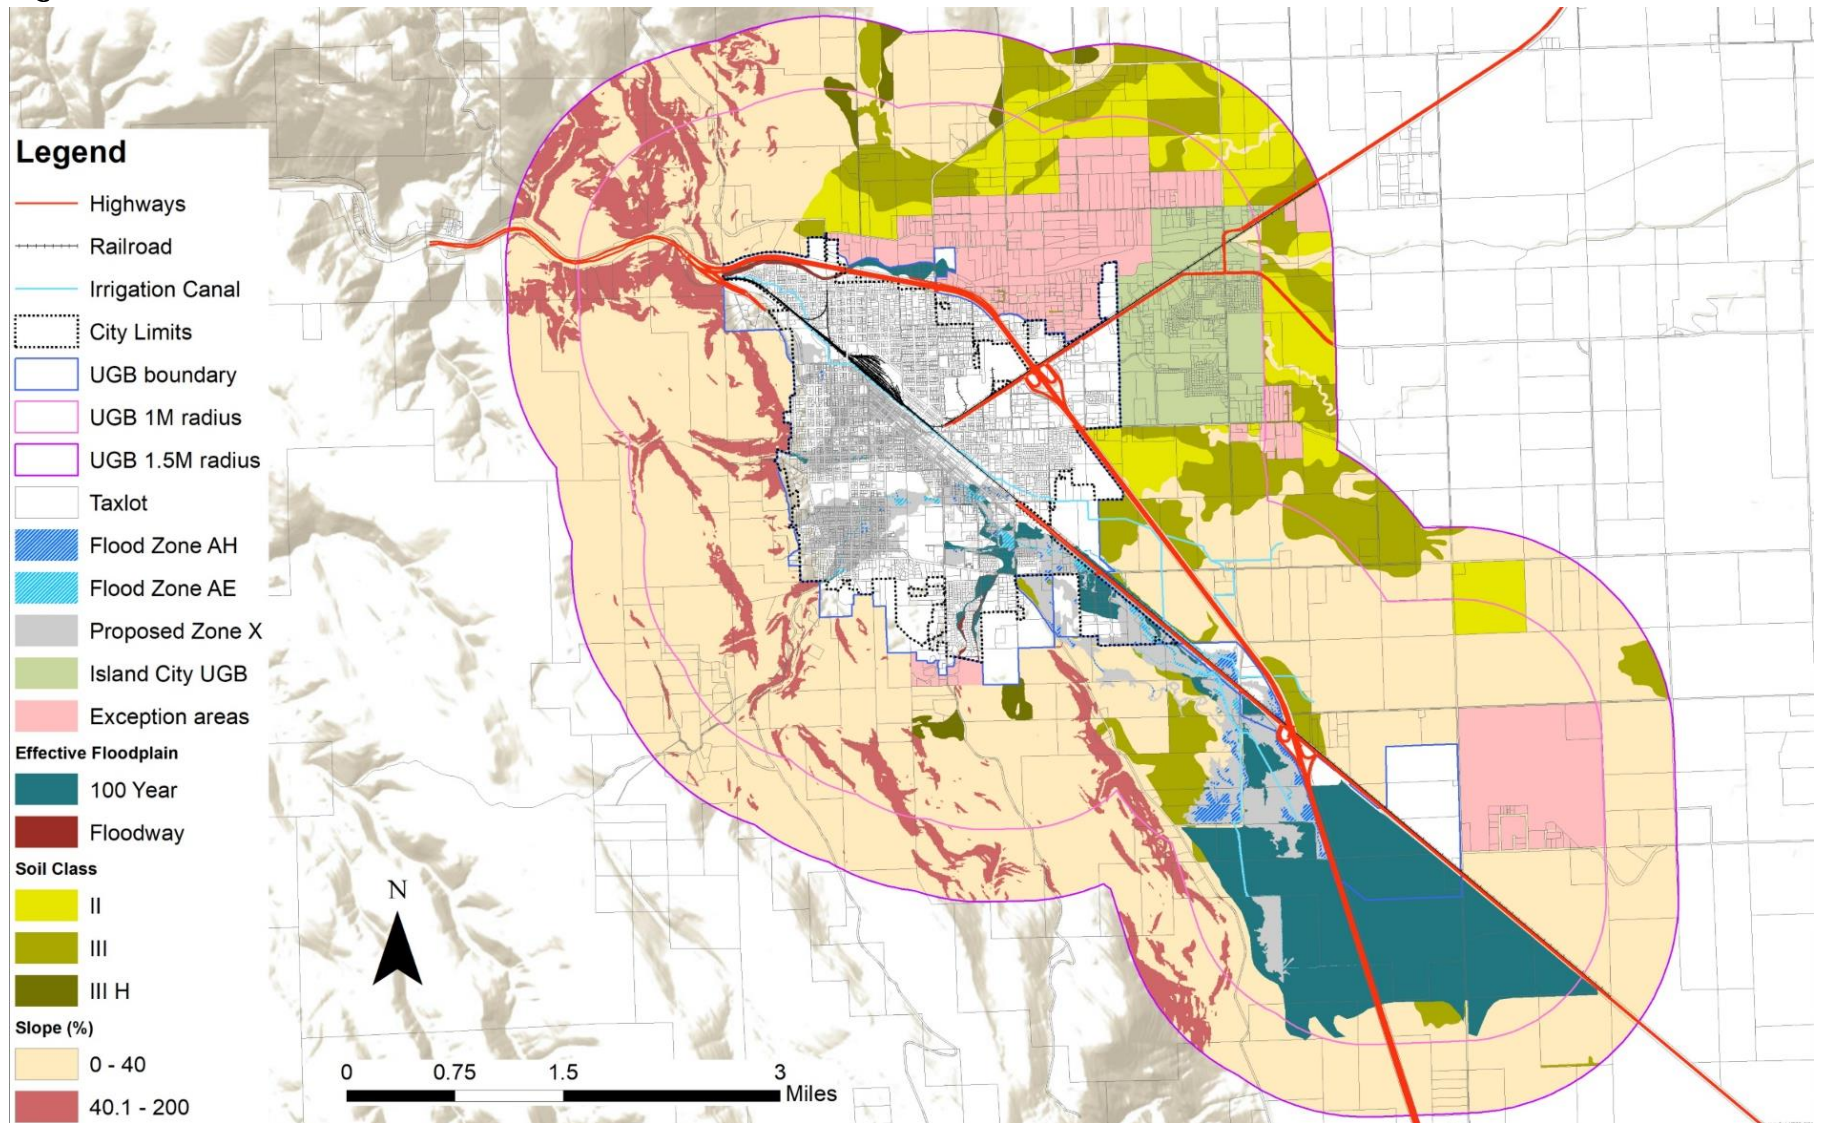 Legend
Highways
Railroad
Irrigation Canal
City Limits
UGB boundary
UGB 1M radius
UGB 1.5M radius
Taxlot
Flood Zone AH
Flood Zone AE
Proposed Zone X
Island City UGB
Exception areas
Effective Floodplain
100 Year
Floodway
Soil Class
II
III
III H
Slope (%)
0 - 40
40.1 - 200
N
0 0.75 1.5 3
Miles